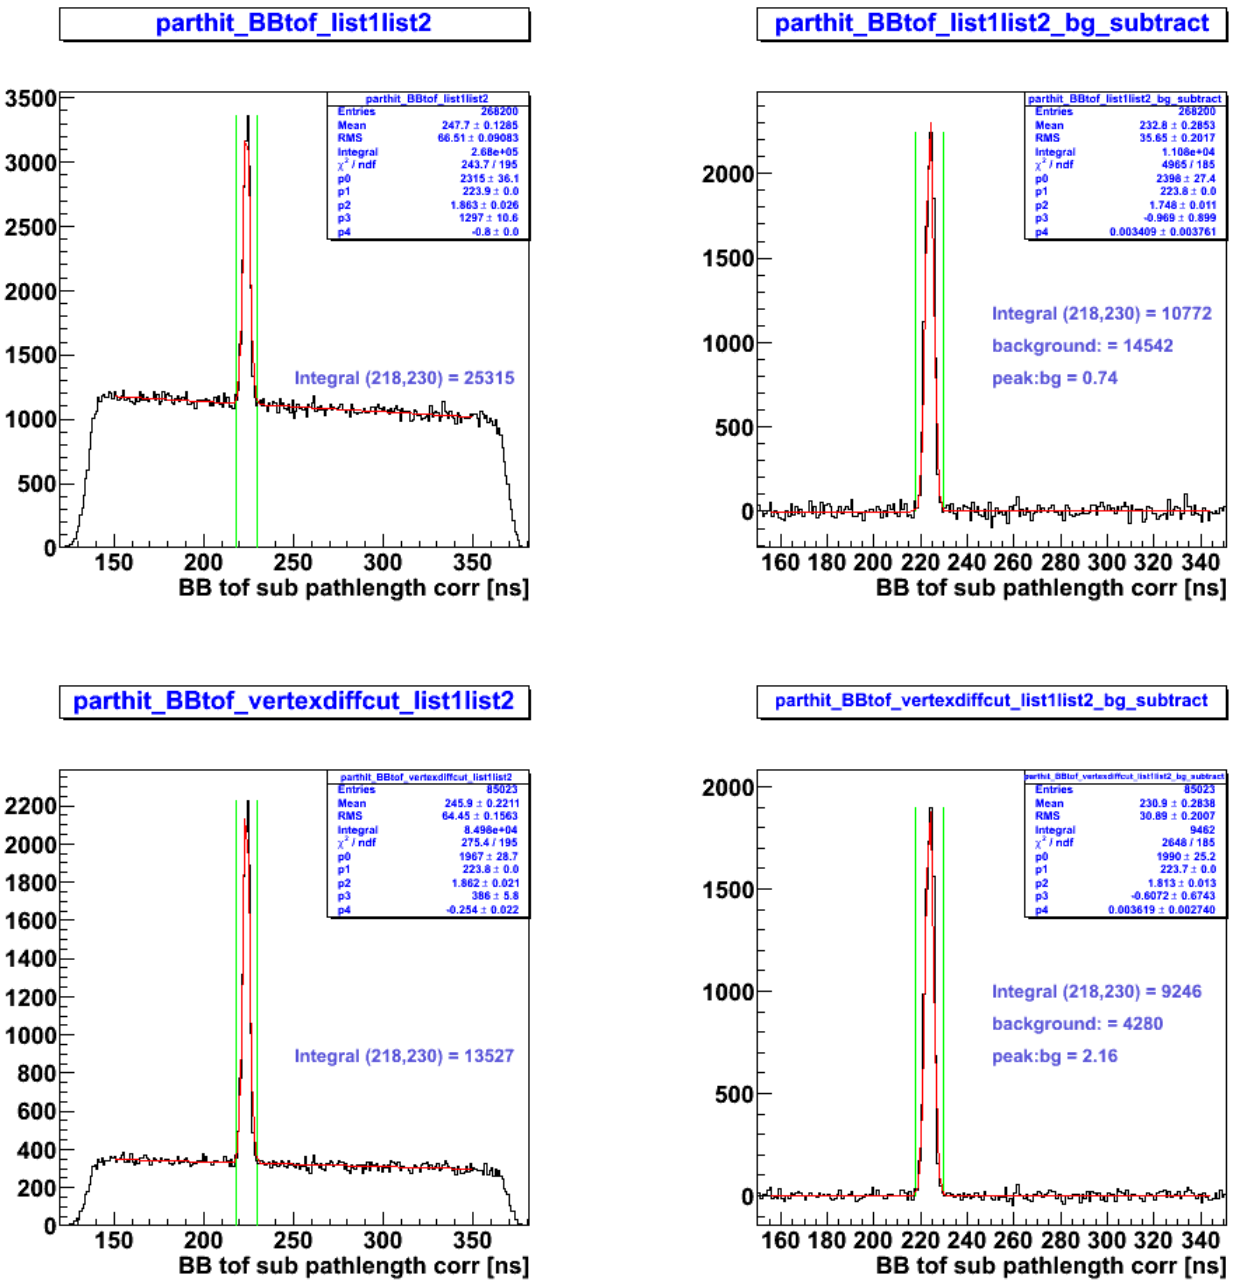 parthit_BBtof_list1list2
3500
3000
2500
2000
1500
1000
500
0
150 200 250 300 350
BB tof sub pathlength corr [ns]
parthit_BBtof_list1list2
Entries 268200
Mean 247.7 ± 0.1285
RMS 66.51 ± 0.09083
Integral 2.68e+05
χ² / ndf 243.7 / 195
p0 2315 ± 36.1
p1 223.9 ± 0.0
p2 1.863 ± 0.026
p3 1297 ± 10.6
p4 -0.8 ± 0.0
Integral (218,230) = 25315
parthit_BBtof_list1list2_bg_subtract
2000
1500
1000
500
0
160 180 200 220 240 260 280 300 320 340
BB tof sub pathlength corr [ns]
parthit_BBtof_list1list2_bg_subtract
Entries 268200
Mean 232.8 ± 0.2853
RMS 35.65 ± 0.2017
Integral 1.108e+04
χ² / ndf 4965 / 185
p0 2398 ± 27.4
p1 223.8 ± 0.0
p2 1.748 ± 0.011
p3 -0.969 ± 0.899
p4 0.003409 ± 0.003761
Integral (218,230) = 10772
background: = 14542
peak:bg = 0.74
parthit_BBtof_vertexdiffcut_list1list2
2200
2000
1800
1600
1400
1200
1000
800
600
400
200
0
150 200 250 300 350
BB tof sub pathlength corr [ns]
parthit_BBtof_vertexdiffcut_list1list2
Entries 85023
Mean 245.9 ± 0.2211
RMS 64.45 ± 0.1563
Integral 8.498e+04
χ² / ndf 275.4 / 195
p0 1967 ± 28.7
p1 223.8 ± 0.0
p2 1.862 ± 0.021
p3 386 ± 5.8
p4 -0.254 ± 0.022
Integral (218,230) = 13527
parthit_BBtof_vertexdiffcut_list1list2_bg_subtract
2000
1500
1000
500
0
160 180 200 220 240 260 280 300 320 340
BB tof sub pathlength corr [ns]
parthit_BBtof_vertexdiffcut_list1list2_bg_subtract
Entries 85023
Mean 230.9 ± 0.2838
RMS 30.89 ± 0.2007
Integral 9462
χ² / ndf 2648 / 185
p0 1990 ± 25.2
p1 223.7 ± 0.0
p2 1.813 ± 0.013
p3 -0.6072 ± 0.6743
p4 0.003619 ± 0.002740
Integral (218,230) = 9246
background: = 4280
peak:bg = 2.16